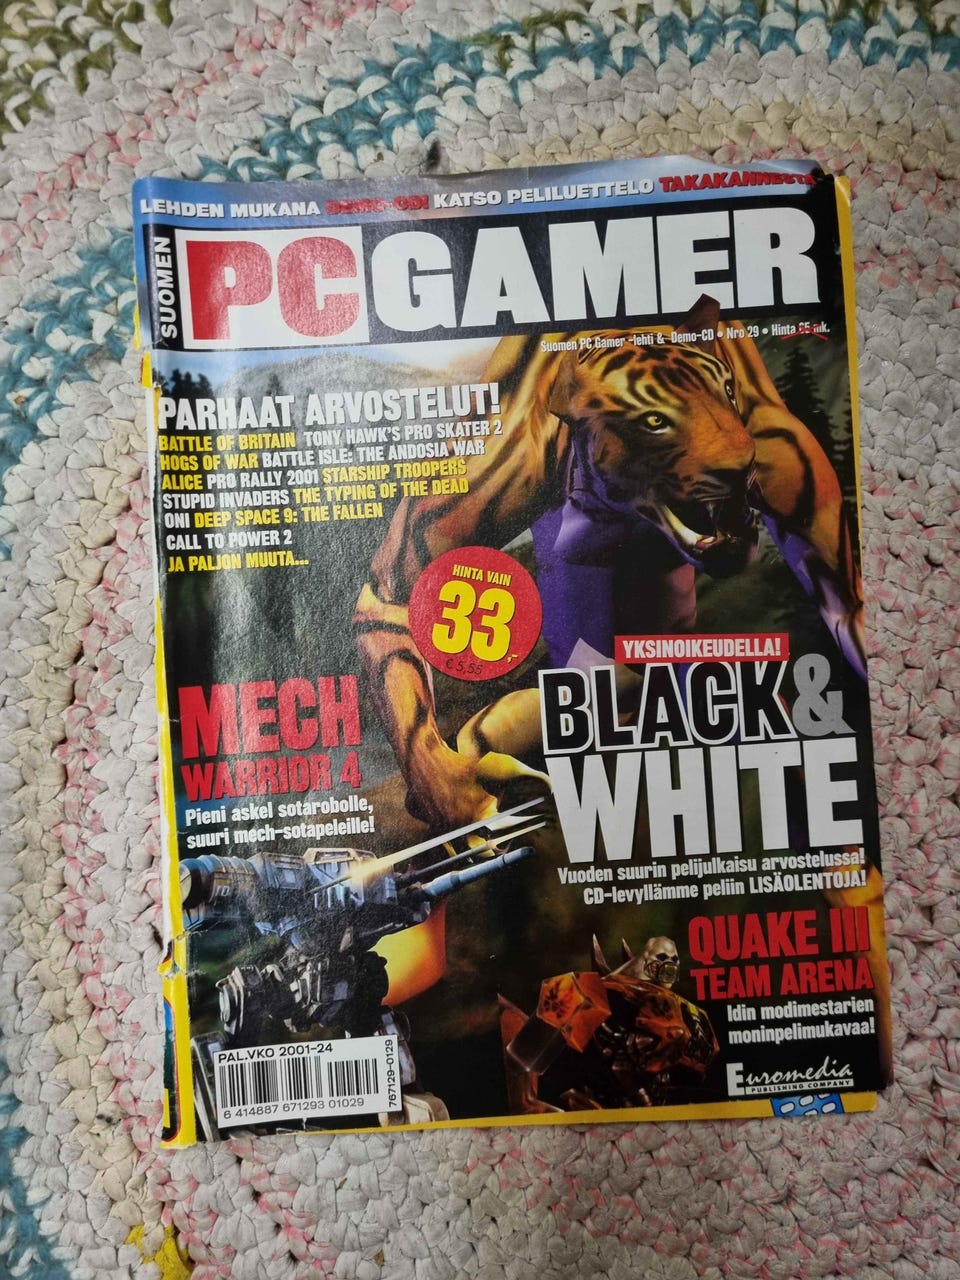 LEHDEN MUKANA DEMO-CD! KATSO PELILUETTELO TAKAKANNESTA
SUOMEN
PC GAMER
Suomen PC Gamer -lehti & Demo-CD • Nro 29 • Hinta mk.
PARHAAT ARVOSTELUT!
BATTLE OF BRITAIN TONY HAWK'S PRO SKATER 2
HOGS OF WAR BATTLE ISLE: THE ANDOSIA WAR
ALICE PRO RALLY 2001 STARSHIP TROOPERS
STUPID INVADERS THE TYPING OF THE DEAD
ONI DEEP SPACE 9: THE FALLEN
CALL TO POWER 2
JA PALJON MUUTA...
HINTA VAIN
33,-
€ 5,55
YKSINOIKEUDELLA!
BLACK &
WHITE
Vuoden suurin pelijulkaisu arvostelussa!
CD-levyllämme peliin LISÄOLENTOJA!
MECH
WARRIOR 4
Pieni askel sotarobolle,
suuri mech-sotapeleille!
QUAKE III
TEAM ARENA
Idin modimestarien
moninpelimukavaa!
Euromedia
PUBLISHING COMPANY
PAL.VKO 2001-24
6 414887 671293 01029
767129-0129